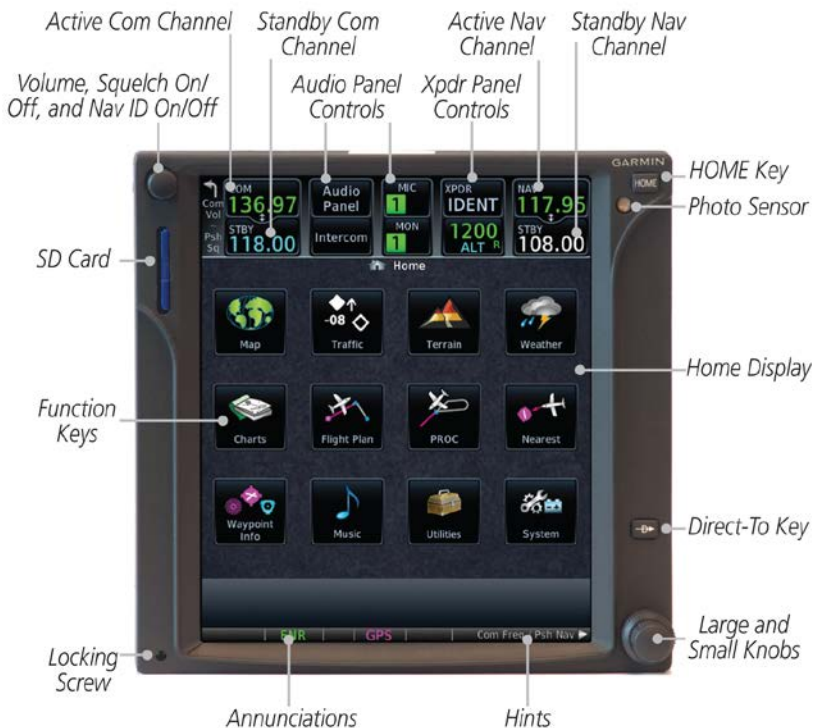 Active Com Channel
Standby Com
Channel
Active Nav
Channel
Standby Nav
Channel
Volume, Squelch On/
Off, and Nav ID On/Off
Audio Panel
Controls
Xpdr Panel
Controls
GARMIN
HOME
HOME Key
Photo Sensor
SD Card
Com
Vol
Psh
Sq
COM
136.97
STBY
118.00
Audio
Panel
Intercom
MIC
1
MON
1
XPDR
IDENT
1200
ALT R
NAV
117.95
STBY
108.00
Home
Map
-08
Traffic
Terrain
Weather
Home Display
Function
Keys
Charts
Flight Plan
PROC
Nearest
Waypoint
Info
Music
Utilities
System
D
Direct-To Key
ENR
GPS
Com Freq Psh Nav
Large and
Small Knobs
Locking
Screw
Annunciations
Hints